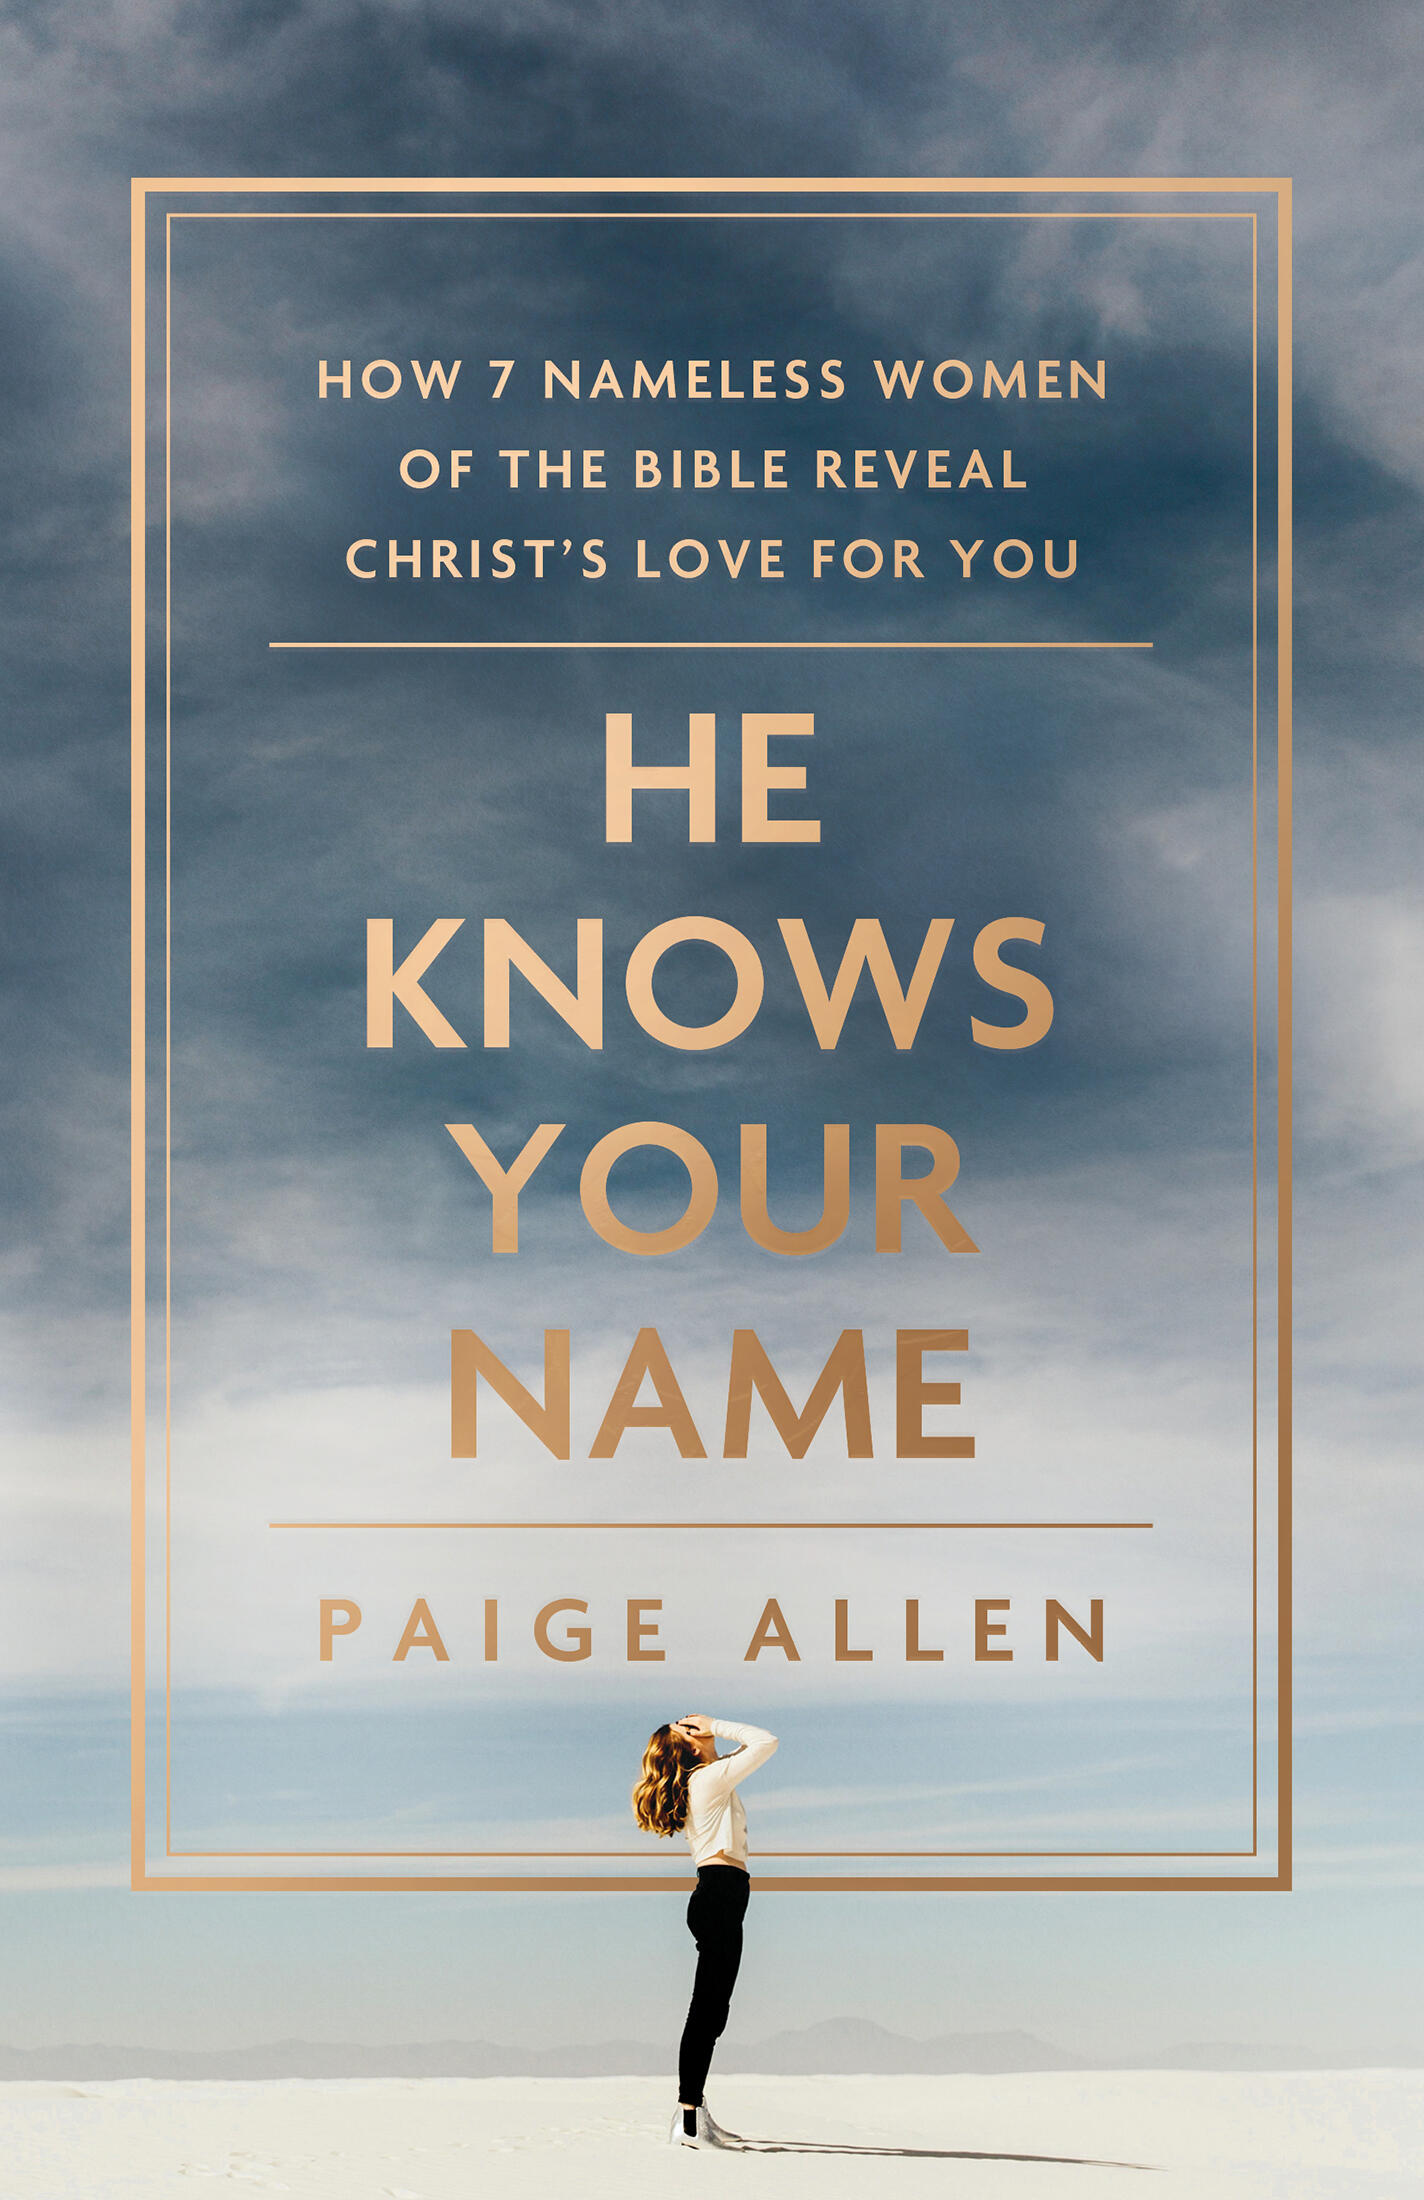 HOW 7 NAMELESS WOMEN
OF THE BIBLE REVEAL
CHRIST’S LOVE FOR YOU
HE
KNOWS
YOUR
NAME
PAIGE ALLEN